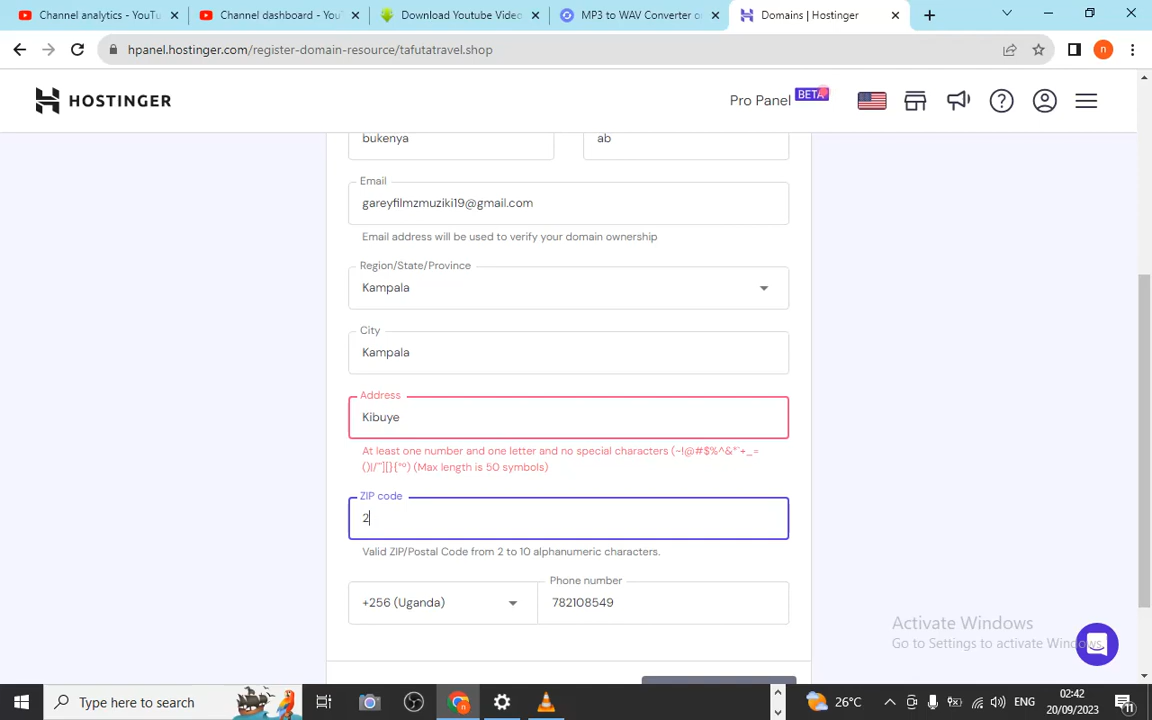 Channel analytics - YouTu
Channel dashboard - You
Download Youtube Video
MP3 to WAV Converter o
Domains | Hostinger
hpanel.hostinger.com/register-domain-resource/tafutatravel.shop
n
HOSTINGER
Pro Panel
BETA
bukenya
ab
Email
gareyfilmzmuziki19@gmail.com
Email address will be used to verify your domain ownership
Region/State/Province
Kampala
City
Kampala
Address
Kibuye
At least one number and one letter and no special characters (~!@#$%^&*`+_=
()|/"][}{°º) (Max length is 50 symbols)
ZIP code
2
Valid ZIP/Postal Code from 2 to 10 alphanumeric characters.
Phone number
+256 (Uganda)
782108549
Activate Windows
Go to Settings to activate Windows.
Type here to search
26°C
ENG
02:42
20/09/2023
11